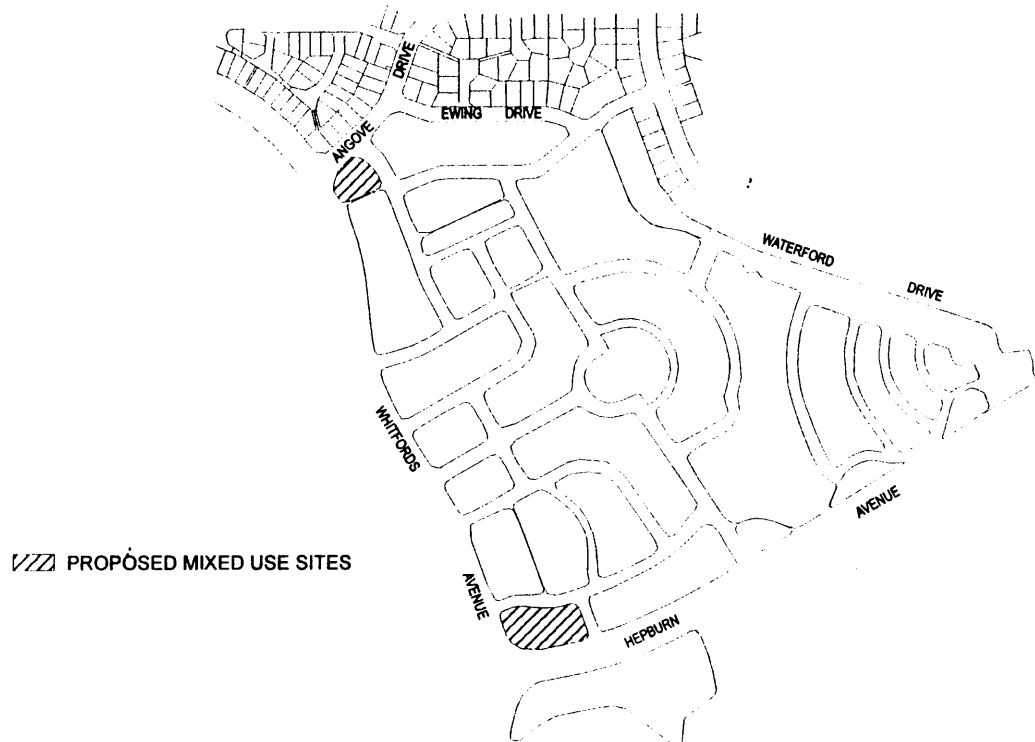 DRIVE
ANGOVE
EWING DRIVE
WATERFORD
DRIVE
WHITFORDS
AVENUE
PROPOSED MIXED USE SITES
AVENUE
HEPBURN